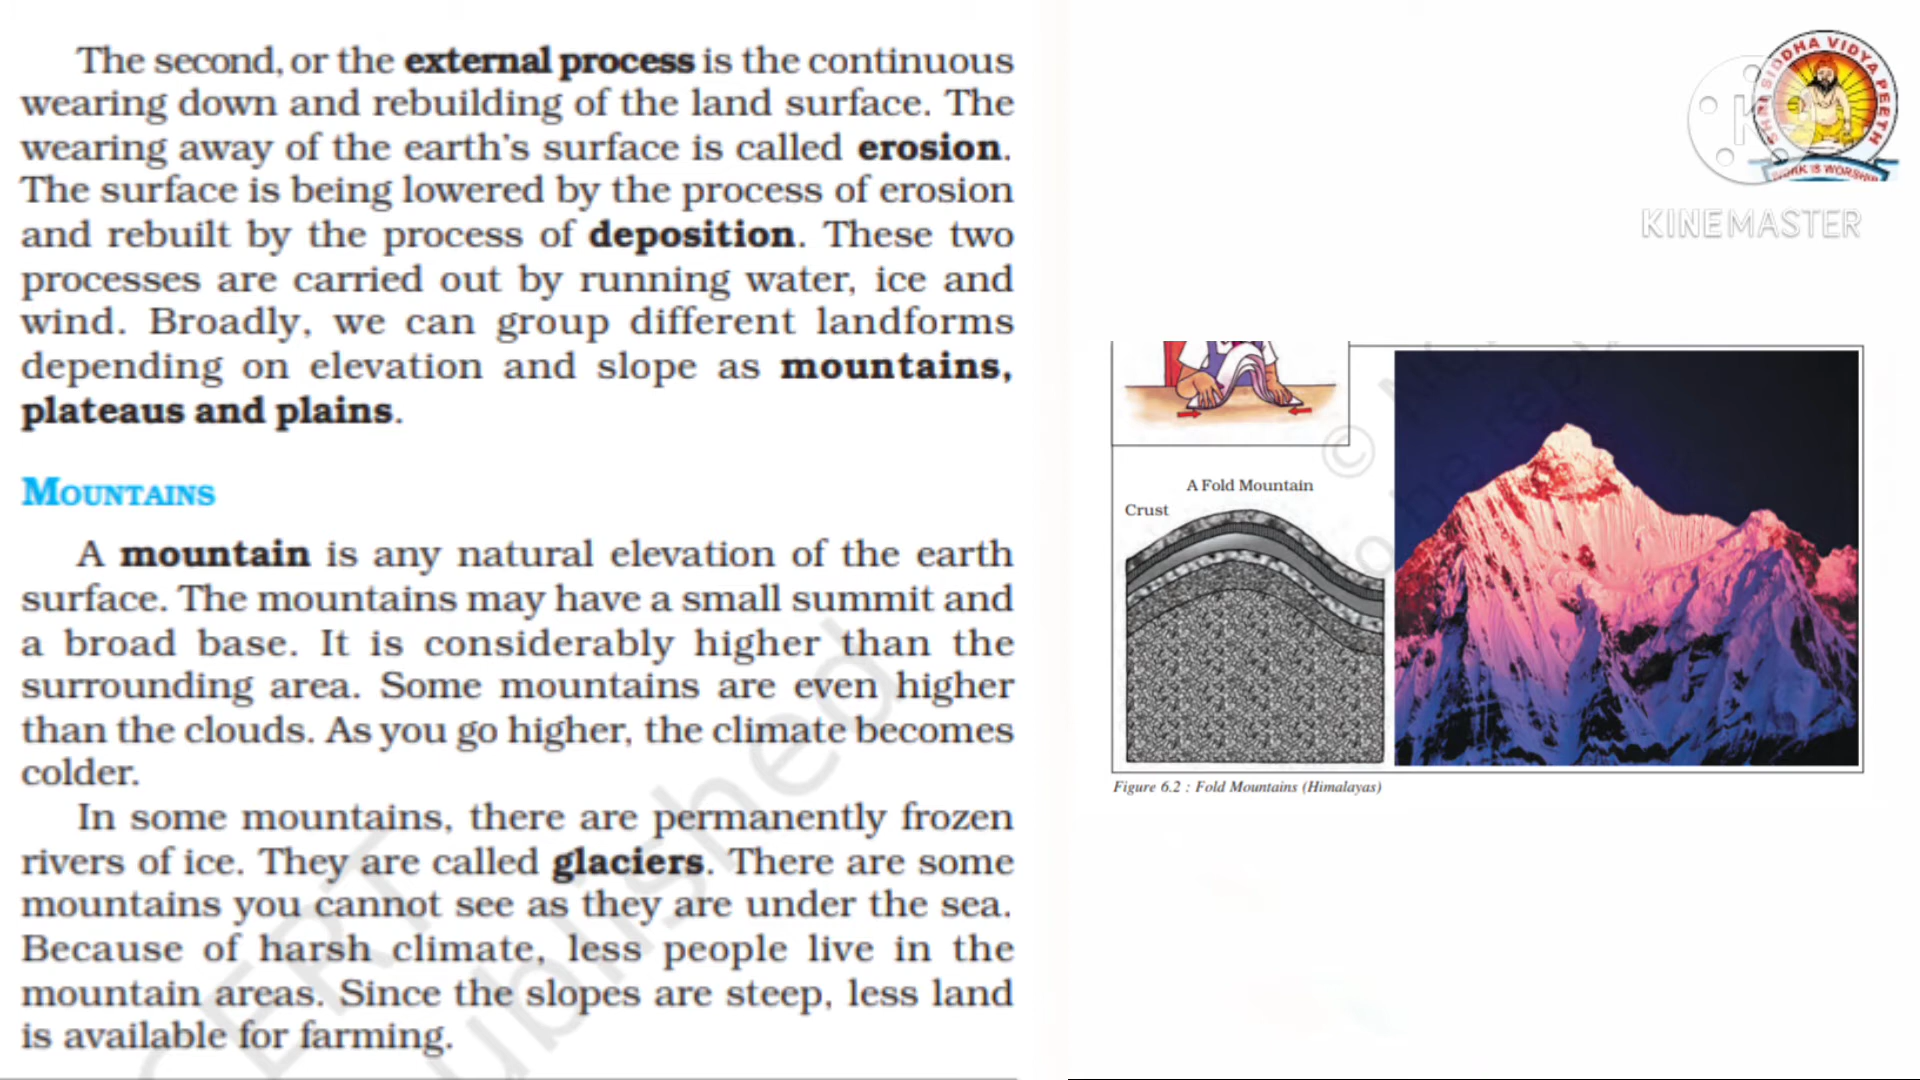 The second, or the external process is the continuous
wearing down and rebuilding of the land surface. The
wearing away of the earth's surface is called erosion.
The surface is being lowered by the process of erosion
and rebuilt by the process of deposition. These two
processes are carried out by running water, ice and
wind. Broadly, we can group different landforms
depending on elevation and slope as mountains,
plateaus and plains.
MOUNTAINS
A mountain is any natural elevation of the earth
surface. The mountains may have a small summit and
a broad base. It is considerably higher than the
surrounding area. Some mountains are even higher
than the clouds. As you go higher, the climate becomes
colder.
In some mountains, there are permanently frozen
rivers of ice. They are called glaciers. There are some
mountains you cannot see as they are under the sea.
Because of harsh climate, less people live in the
mountain areas. Since the slopes are steep, less land
is available for farming.
SIDDHA VIDYA PEETH
WORK IS WORSHIP
KINEMASTER
A Fold Mountain
Crust
Figure 6.2 : Fold Mountains (Himalayas)